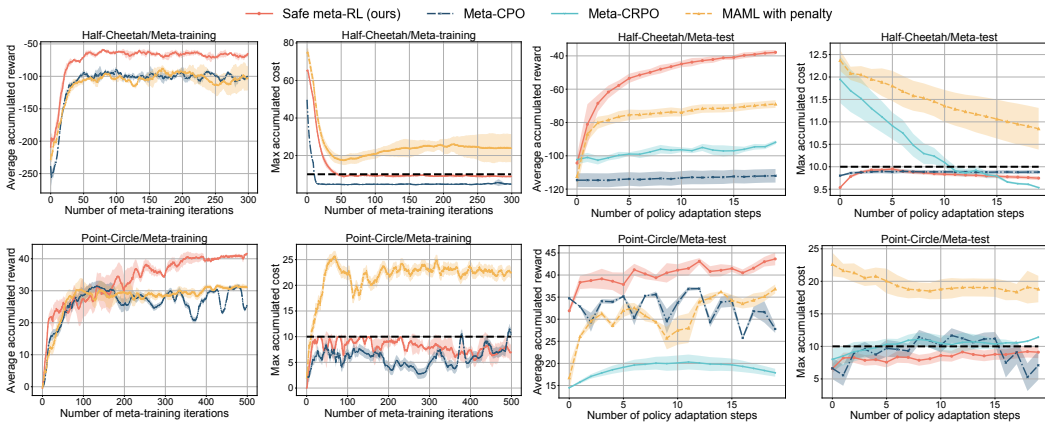 Safe meta-RL (ours) Meta-CPO Meta-CRPO MAML with penalty
Half-Cheetah/Meta-training
Average accumulated reward
-50
-100
-150
-200
-250
0 50 100 150 200 250 300
Number of meta-training iterations
Half-Cheetah/Meta-training
Max accumulated cost
80
60
40
20
0 50 100 150 200 250 300
Number of meta-training iterations
Half-Cheetah/Meta-test
Average accumulated reward
-40
-60
-80
-100
-120
0 5 10 15
Number of policy adaptation steps
Half-Cheetah/Meta-test
Max accumulated cost
12.5
12.0
11.5
11.0
10.5
10.0
9.5
0 5 10 15
Number of policy adaptation steps
Point-Circle/Meta-training
Average accumulated reward
40
30
20
10
0
0 100 200 300 400 500
Number of meta-training iterations
Point-Circle/Meta-training
Max accumulated cost
25
20
15
10
5
0
0 100 200 300 400 500
Number of meta-training iterations
Point-Circle/Meta-test
Average accumulated reward
45
40
35
30
25
20
15
0 5 10 15
Number of policy adaptation steps
Point-Circle/Meta-test
Max accumulated cost
25
20
15
10
5
0 5 10 15
Number of policy adaptation steps